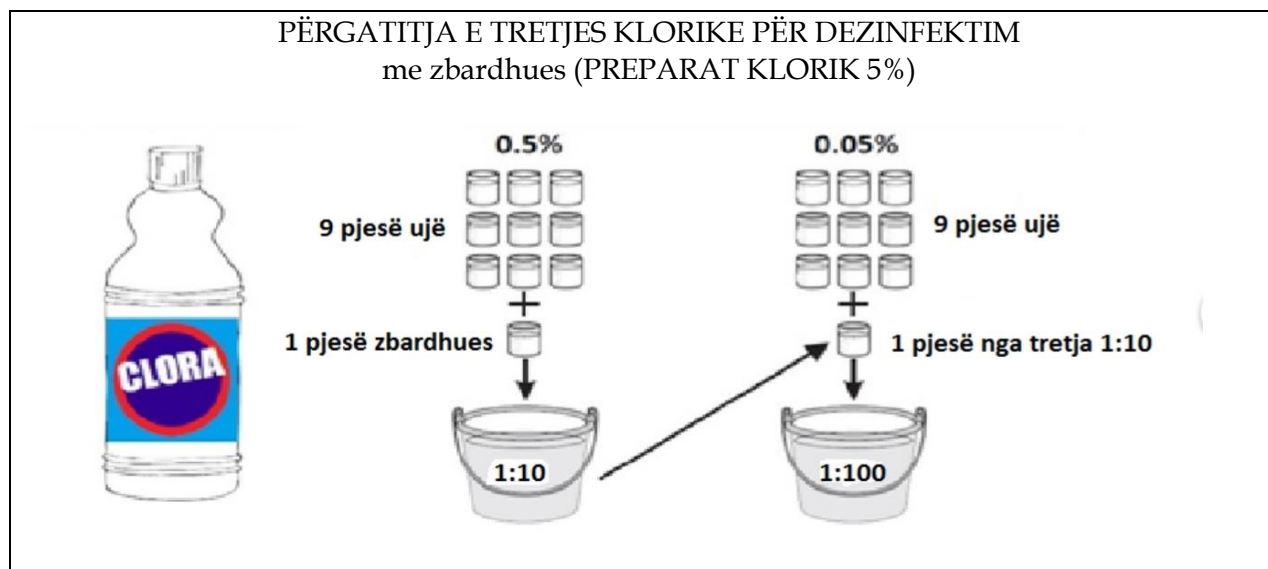 PËRGATITJA E TRETJES KLORIKE PËR DEZINFEKTIM
me zbardhues (PREPARAT KLORIK 5%)
0.5%
9 pjesë ujë
+
1 pjesë zbardhues
1:10
0.05%
9 pjesë ujë
+
1 pjesë nga tretja 1:10
1:100
CLORA